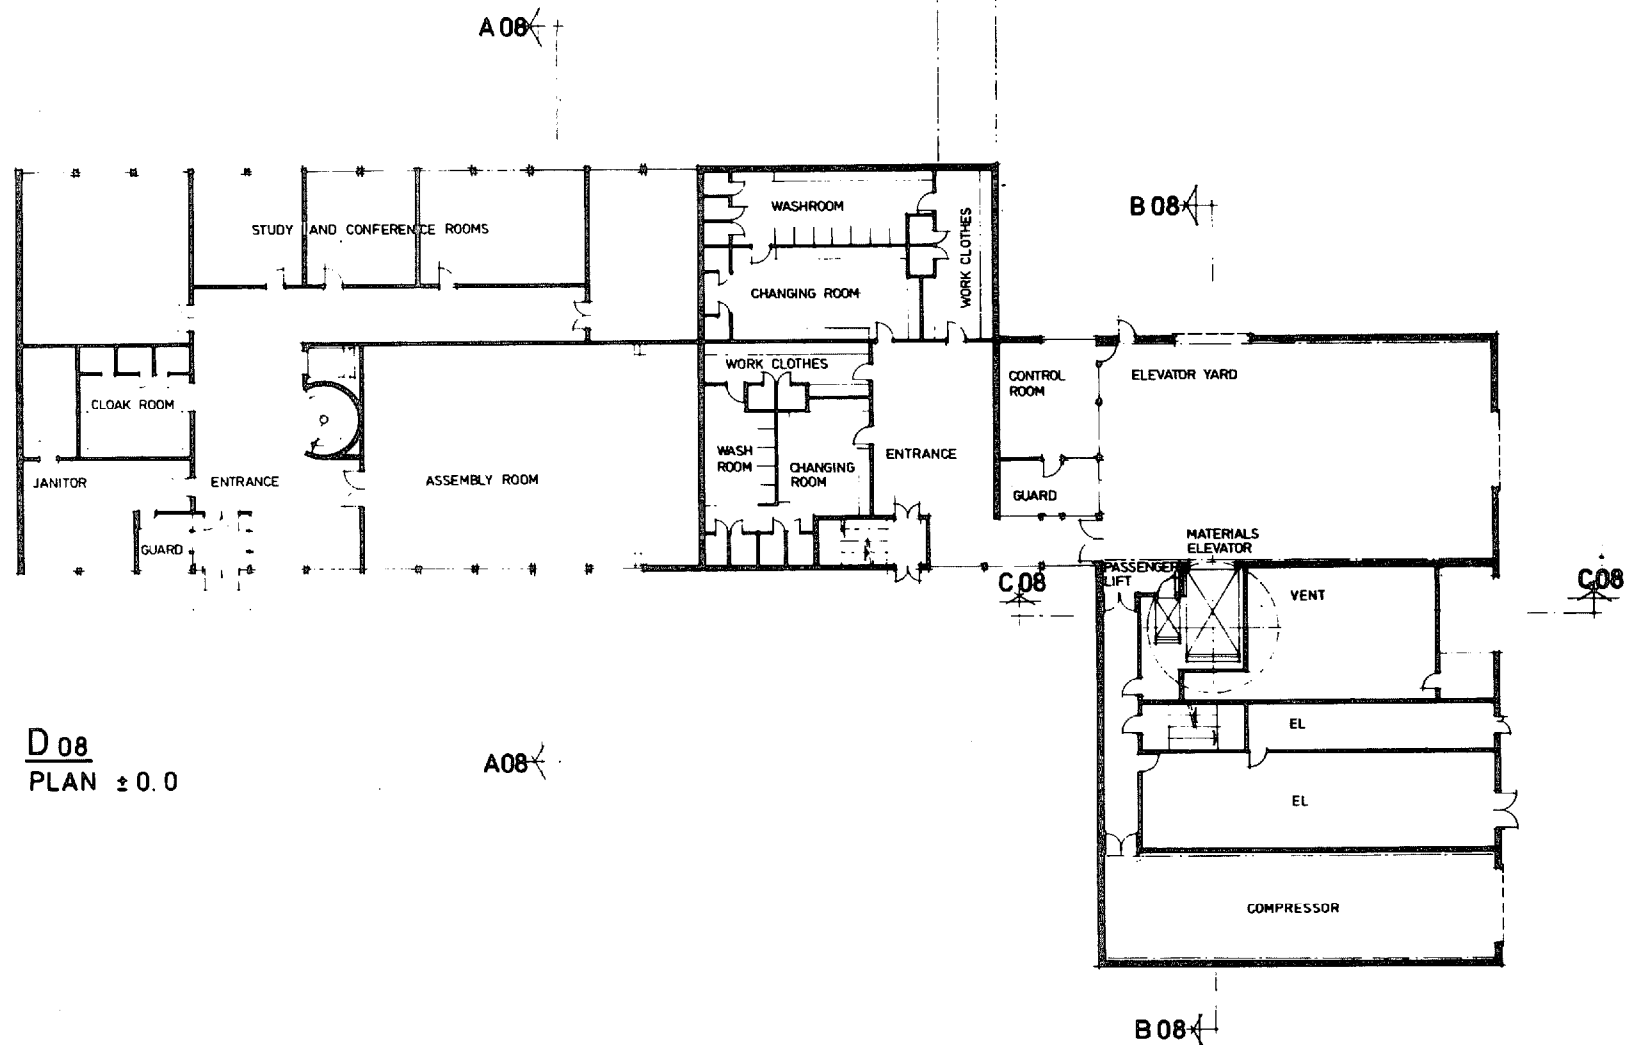 A 08
B 08
WASHROOM
WORK CLOTHES
STUDY AND CONFERENCE ROOMS
CHANGING ROOM
WORK CLOTHES
CONTROL
ROOM
ELEVATOR YARD
CLOAK ROOM
WASH
ROOM
CHANGING
ROOM
ENTRANCE
JANITOR
ENTRANCE
ASSEMBLY ROOM
GUARD
GUARD
MATERIALS
ELEVATOR
PASSENGER
LIFT
C 08
VENT
C 08
D 08
PLAN ± 0.0
A 08
EL
EL
COMPRESSOR
B 08